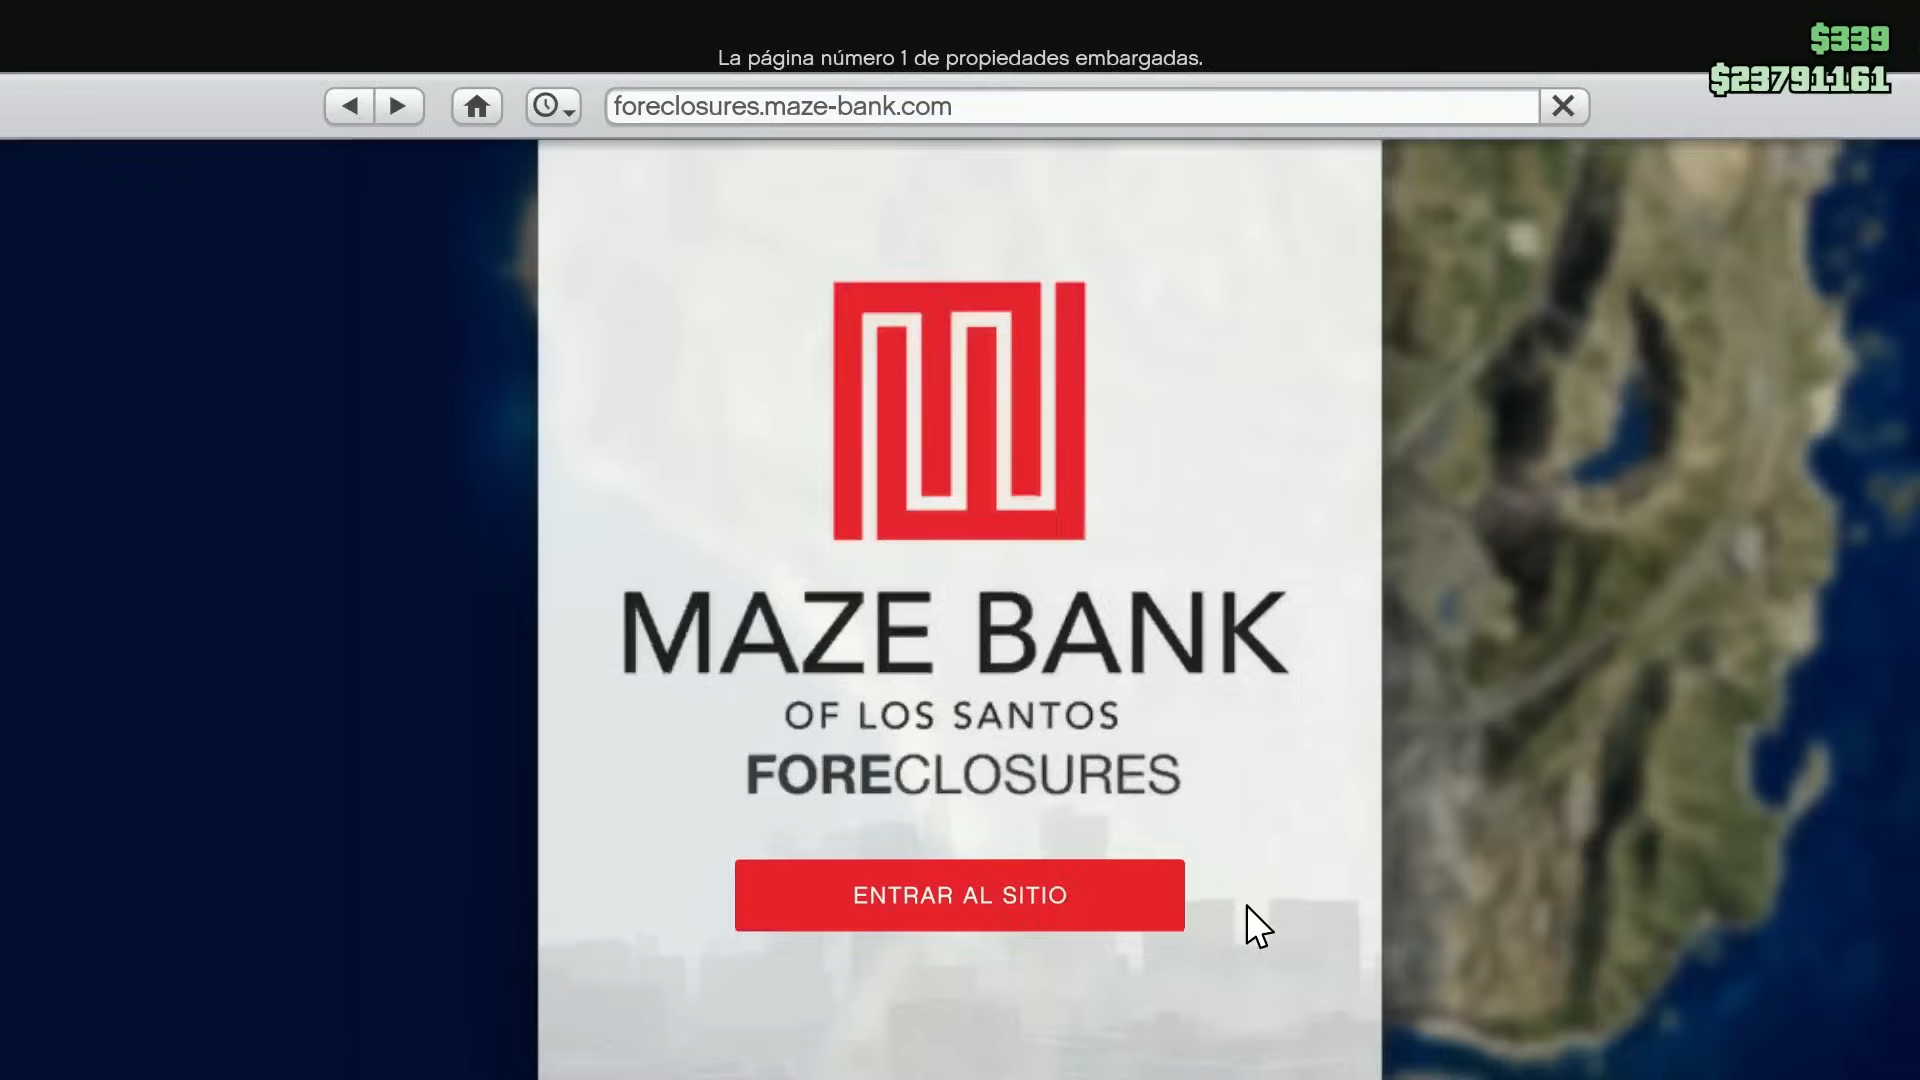 La página número 1 de propiedades embargadas.
$339
$23791161
foreclosures.maze-bank.com
MAZE BANK
OF LOS SANTOS
FORECLOSURES
ENTRAR AL SITIO